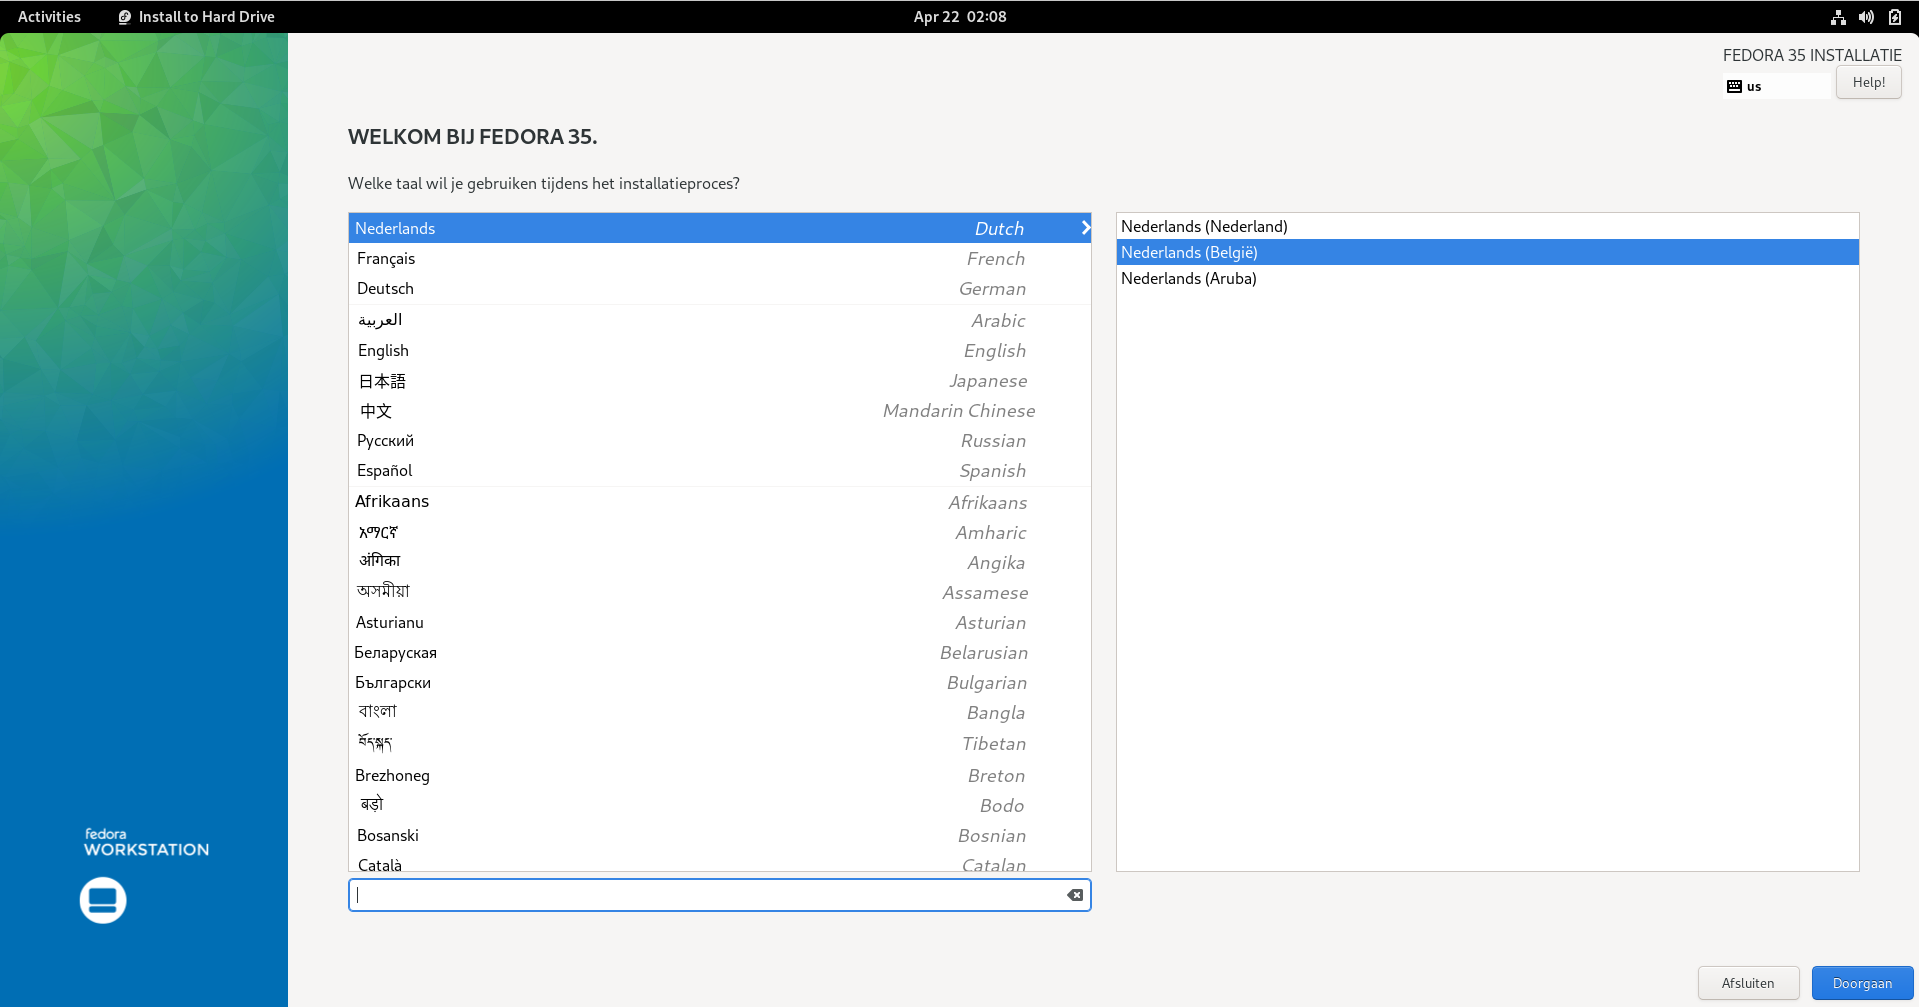 Activities Install to Hard Drive Apr 22 02:08
FEDORA 35 INSTALLATIE
us Help!
WELKOM BIJ FEDORA 35.
Welke taal wil je gebruiken tijdens het installatieproces?
Nederlands Dutch
Français French
Deutsch German
العربية Arabic
English English
日本語 Japanese
中文 Mandarin Chinese
Русский Russian
Español Spanish
Afrikaans Afrikaans
አማርኛ Amharic
अंगिका Angika
অসমীয়া Assamese
Asturianu Asturian
Беларуская Belarusian
Български Bulgarian
বাংলা Bangla
བོད་སྐད་ Tibetan
Brezhoneg Breton
बड़ो Bodo
Bosanski Bosnian
Català Catalan
Nederlands (Nederland)
Nederlands (België)
Nederlands (Aruba)
fedora
WORKSTATION
Afsluiten Doorgaan